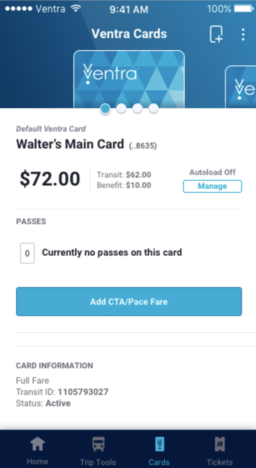 Ventra 9:41 AM 100%
Ventra Cards
Ventra
Ve
Default Ventra Card
Walter's Main Card (..8635)
$72.00
Transit: $62.00
Benefit: $10.00
Autoload Off
Manage
PASSES
0 Currently no passes on this card
Add CTA/Pace Fare
CARD INFORMATION
Full Fare
Transit ID: 1105793027
Status: Active
Home Trip Tools Cards Tickets